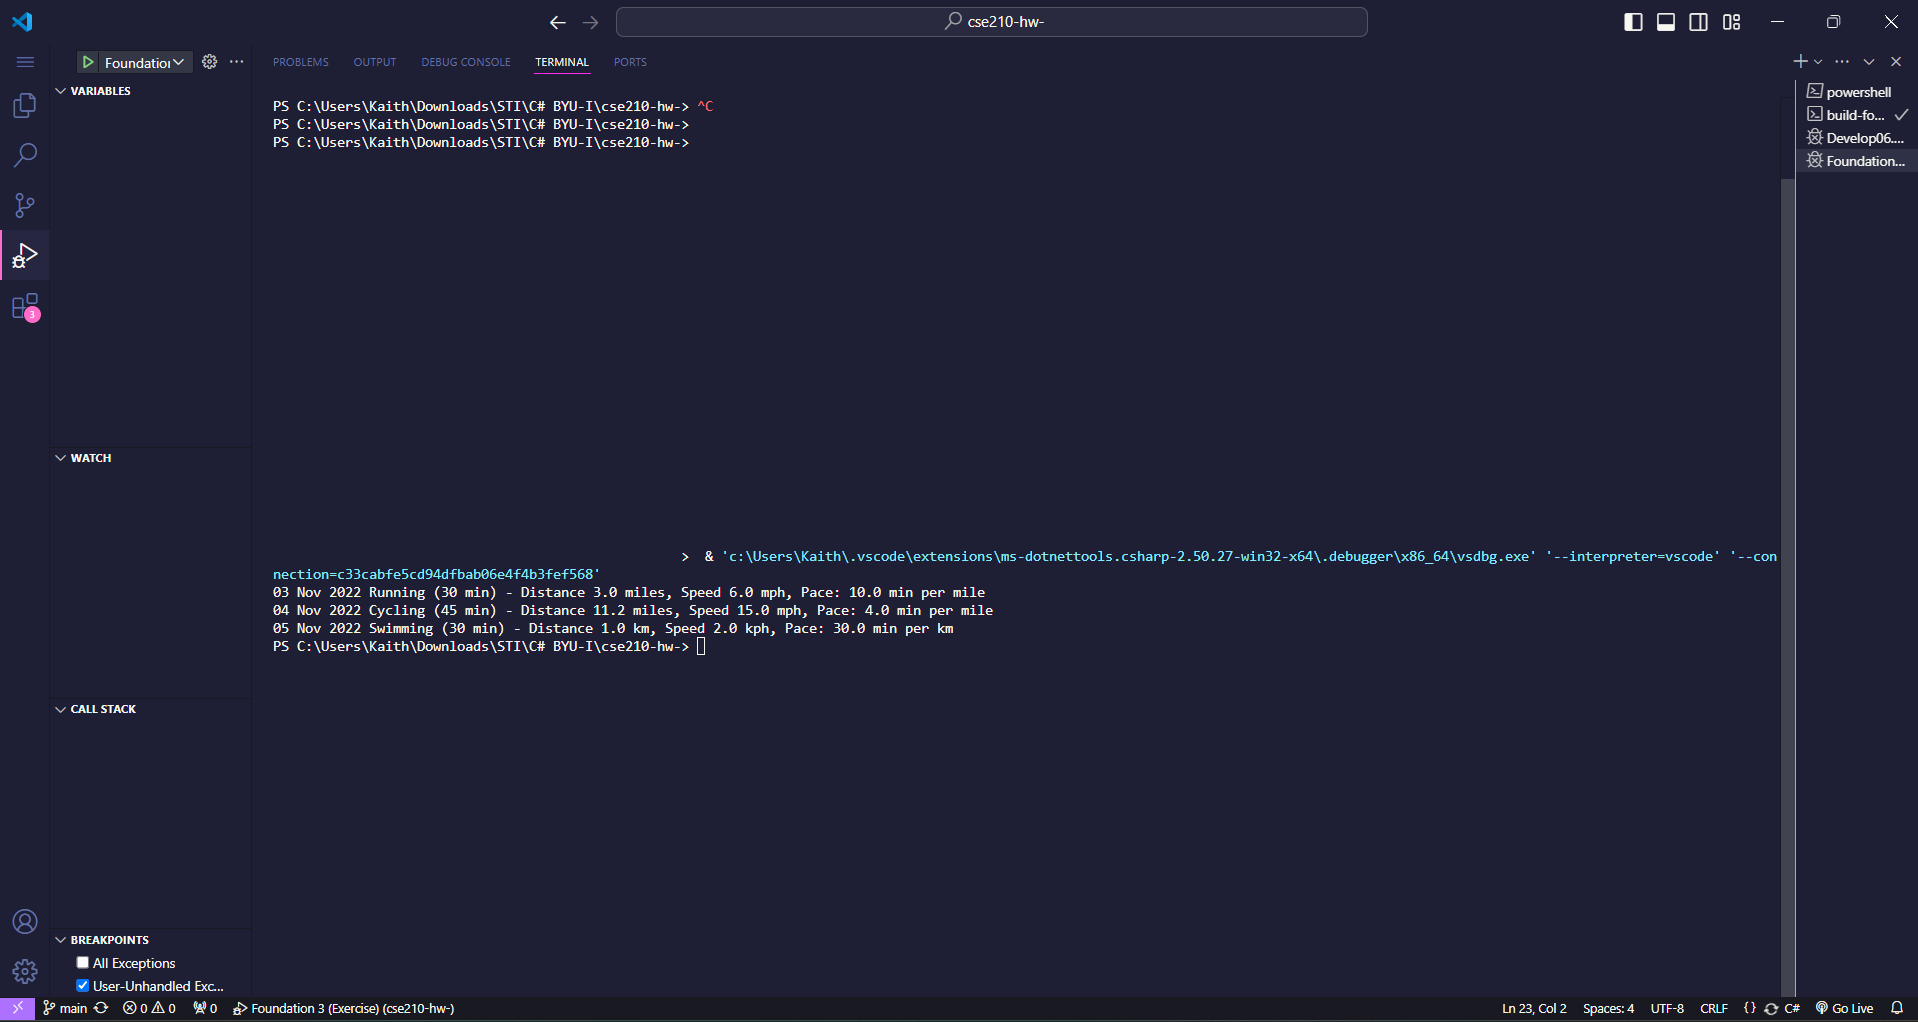 cse210-hw-
Foundation
PROBLEMS OUTPUT DEBUG CONSOLE TERMINAL PORTS
VARIABLES
PS C:\Users\Kaith\Downloads\STI\C# BYU-I\cse210-hw-> ^C
PS C:\Users\Kaith\Downloads\STI\C# BYU-I\cse210-hw->
PS C:\Users\Kaith\Downloads\STI\C# BYU-I\cse210-hw->
powershell
build-fo...
Develop06....
Foundation...
3
WATCH
> & 'c:\Users\Kaith\.vscode\extensions\ms-dotnettools.csharp-2.50.27-win32-x64\.debugger\x86_64\vsdbg.exe' '--interpreter=vscode' '--con
nection=c33cabfe5cd94dfbab06e4f4b3fef568'
03 Nov 2022 Running (30 min) - Distance 3.0 miles, Speed 6.0 mph, Pace: 10.0 min per mile
04 Nov 2022 Cycling (45 min) - Distance 11.2 miles, Speed 15.0 mph, Pace: 4.0 min per mile
05 Nov 2022 Swimming (30 min) - Distance 1.0 km, Speed 2.0 kph, Pace: 30.0 min per km
PS C:\Users\Kaith\Downloads\STI\C# BYU-I\cse210-hw->
CALL STACK
BREAKPOINTS
All Exceptions
User-Unhandled Exc...
main 0 0 0 Foundation 3 (Exercise) (cse210-hw-) Ln 23, Col 2 Spaces: 4 UTF-8 CRLF {} C# Go Live